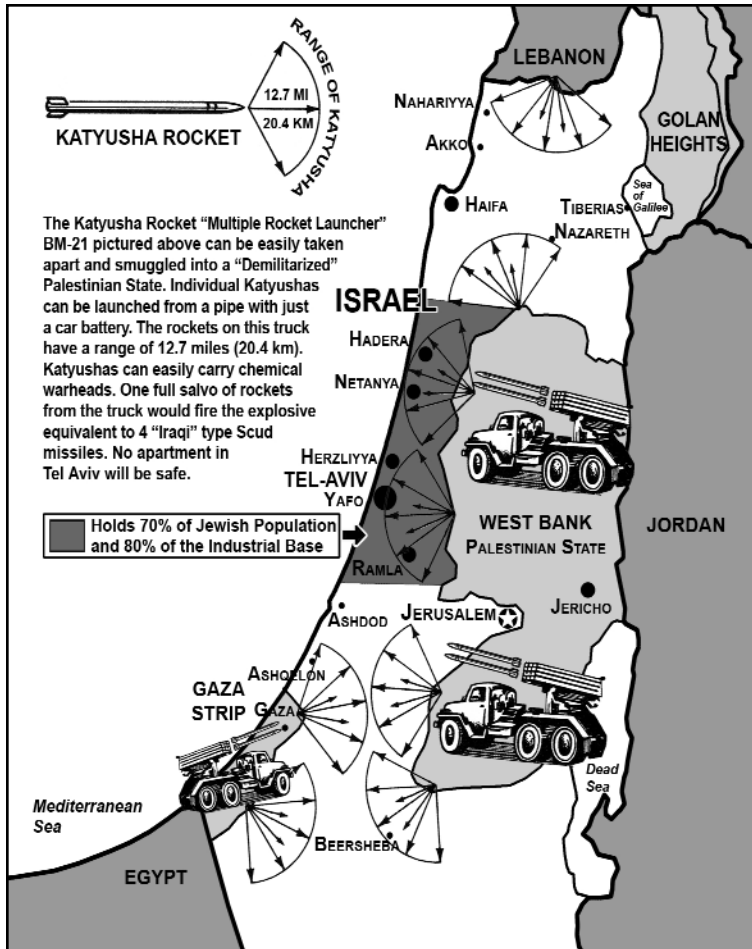 12.7 MI
20.4 KM
RANGE OF KATYUSHA
KATYUSHA ROCKET
LEBANON
NAHARIYYA
AKKO
GOLAN
HEIGHTS
HAIFA
TIBERIAS
Sea
of
Galilee
NAZARETH
The Katyusha Rocket “Multiple Rocket Launcher”
BM-21 pictured above can be easily taken
apart and smuggled into a “Demilitarized”
Palestinian State. Individual Katyushas
can be launched from a pipe with just
a car battery. The rockets on this truck
have a range of 12.7 miles (20.4 km).
Katyushas can easily carry chemical
warheads. One full salvo of rockets
from the truck would fire the explosive
equivalent to 4 “Iraqi” type Scud
missiles. No apartment in
Tel Aviv will be safe.
ISRAEL
HADERA
NETANYA
HERZLIYYA
TEL-AVIV
YAFO
Holds 70% of Jewish Population
and 80% of the Industrial Base
RAMLA
WEST BANK
PALESTINIAN STATE
JORDAN
ASHDOD
JERUSALEM
JERICHO
ASHQELON
GAZA
STRIP
GAZA
Dead
Sea
Mediterranean
Sea
BEERSHEBA
EGYPT